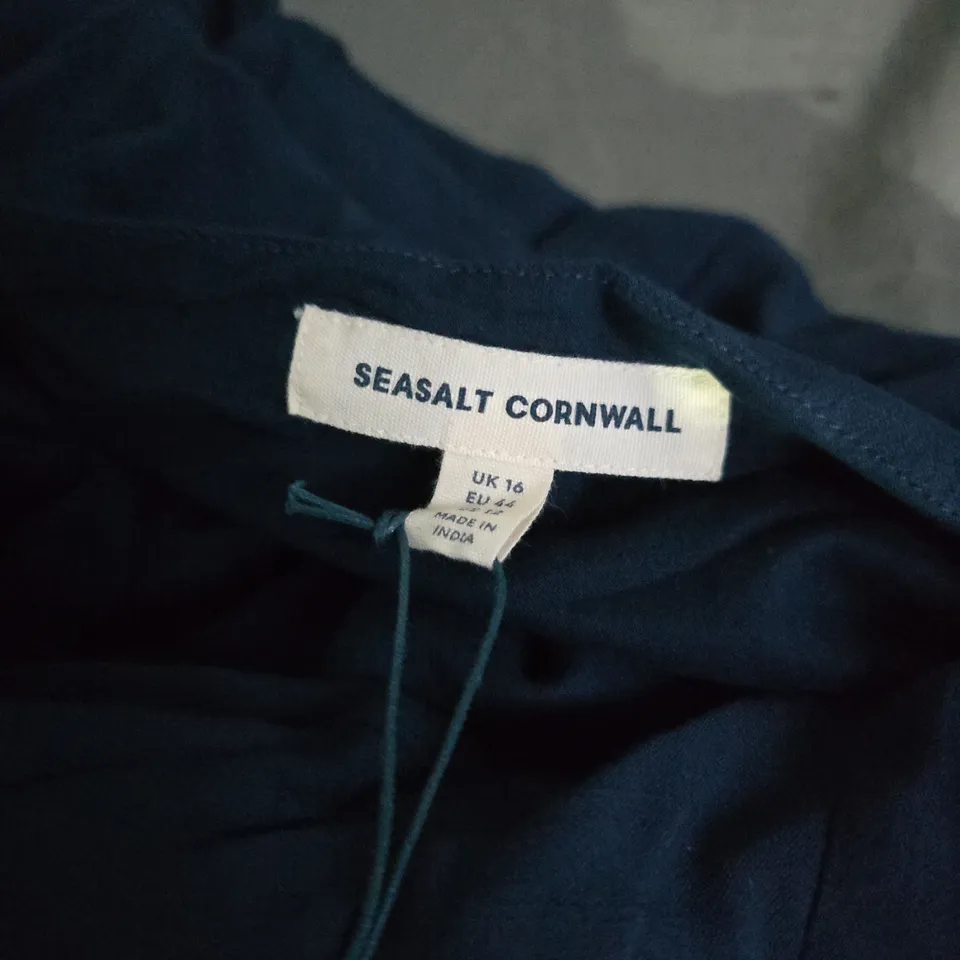 SEASALT CORNWALL
UK 16
EU 44
MADE IN
INDIA